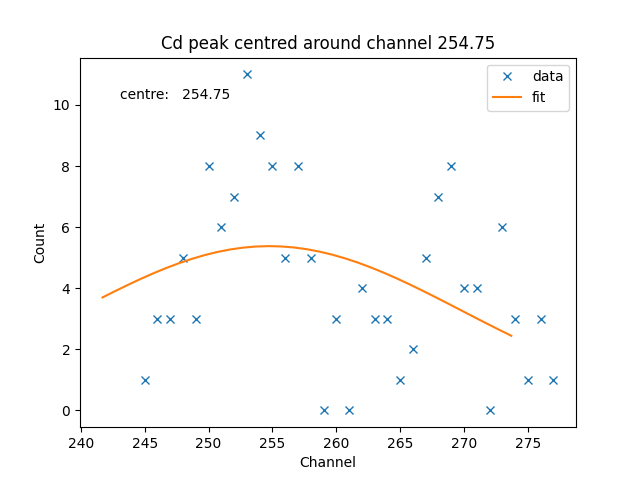 Cd peak centred around channel 254.75
centre: 254.75
data
fit
Count
10
8
6
4
2
0
240 245 250 255 260 265 270 275
Channel